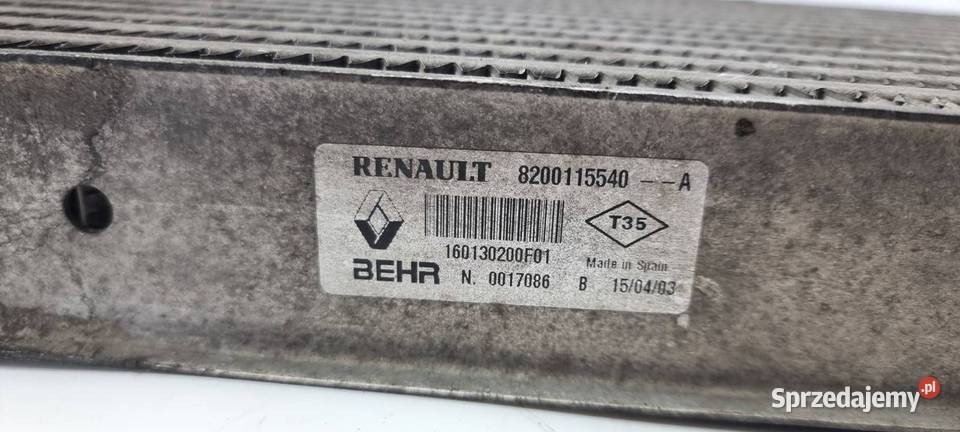 RENAULT 8200115540--A
T35
160130200F01
Made in Spain
BEHR N. 0017086 B 15/04/03
Sprzedajemy.pl